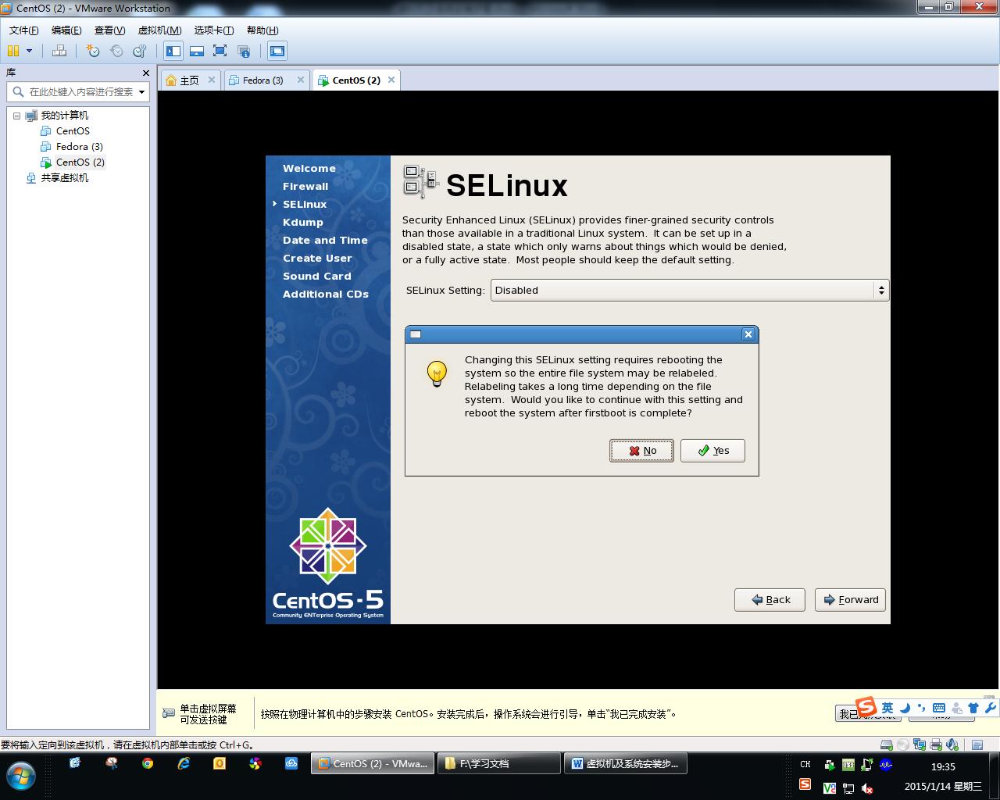 CentOS (2) - VMware Workstation
文件(F) 编辑(E) 查看(V) 虚拟机(M) 选项卡(T) 帮助(H)
库
在此处键入内容进行搜索
我的计算机
CentOS
Fedora (3)
CentOS (2)
共享虚拟机
主页
Fedora (3)
CentOS (2)
Welcome
Firewall
SELinux
Kdump
Date and Time
Create User
Sound Card
Additional CDs
CentOS-5
Community ENTerprise Operating System
SELinux
Security Enhanced Linux (SELinux) provides finer-grained security controls
than those available in a traditional Linux system. It can be set up in a
disabled state, a state which only warns about things which would be denied,
or a fully active state. Most people should keep the default setting.
SELinux Setting: Disabled
Changing this SELinux setting requires rebooting the
system so the entire file system may be relabeled.
Relabeling takes a long time depending on the file
system. Would you like to continue with this setting and
reboot the system after firstboot is complete?
No Yes
Back Forward
单击虚拟屏幕
可发送按键
按照在物理计算机中的步骤安装 CentOS。安装完成后，操作系统会进行引导，单击“我已完成安装”。
英
要将输入定向到该虚拟机，请在虚拟机内部单击或按 Ctrl+G。
CentOS (2) - VMwa...
F:\学习文档
虚拟机及系统安装步...
CH
19:35
2015/1/14 星期三